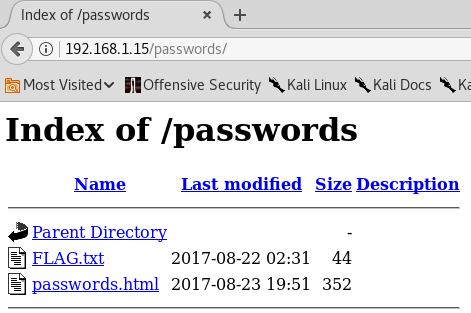 Index of /passwords
192.168.1.15/passwords/
Most Visited Offensive Security Kali Linux Kali Docs Ka
Index of /passwords
Name Last modified Size Description
Parent Directory -
FLAG.txt 2017-08-22 02:31 44
passwords.html 2017-08-23 19:51 352